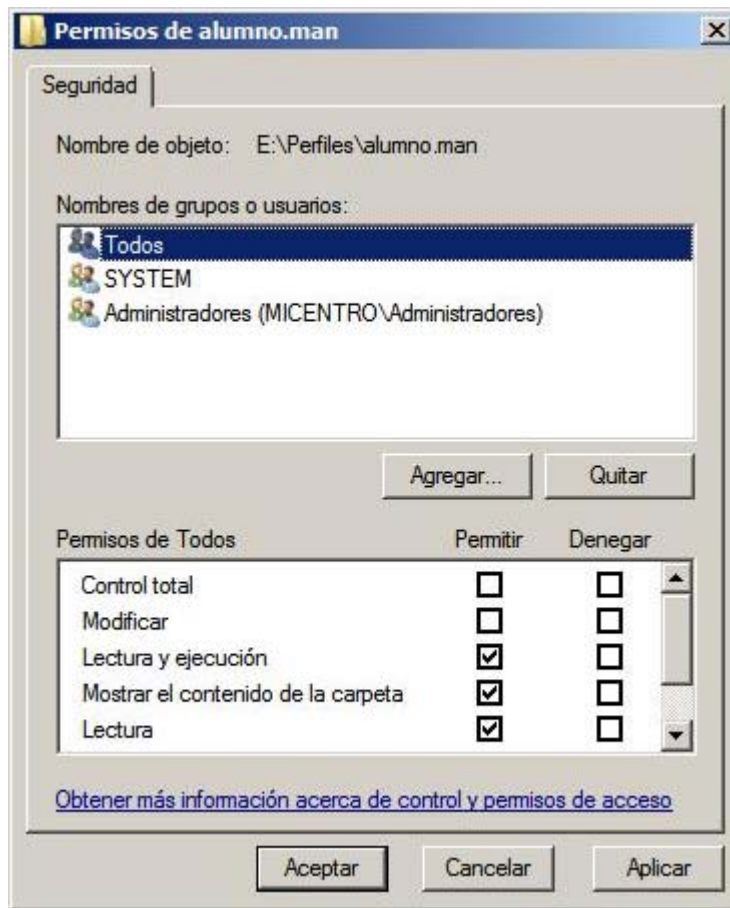 Permisos de alumno.man
Seguridad
Nombre de objeto: E:\Perfiles\alumno.man
Nombres de grupos o usuarios:
Todos
SYSTEM
Administradores (MICENTRO\Administradores)
Agregar... Quitar
Permisos de Todos Permitir Denegar
Control total
Modificar
Lectura y ejecución
Mostrar el contenido de la carpeta
Lectura
Obtener más información acerca de control y permisos de acceso
Aceptar Cancelar Aplicar